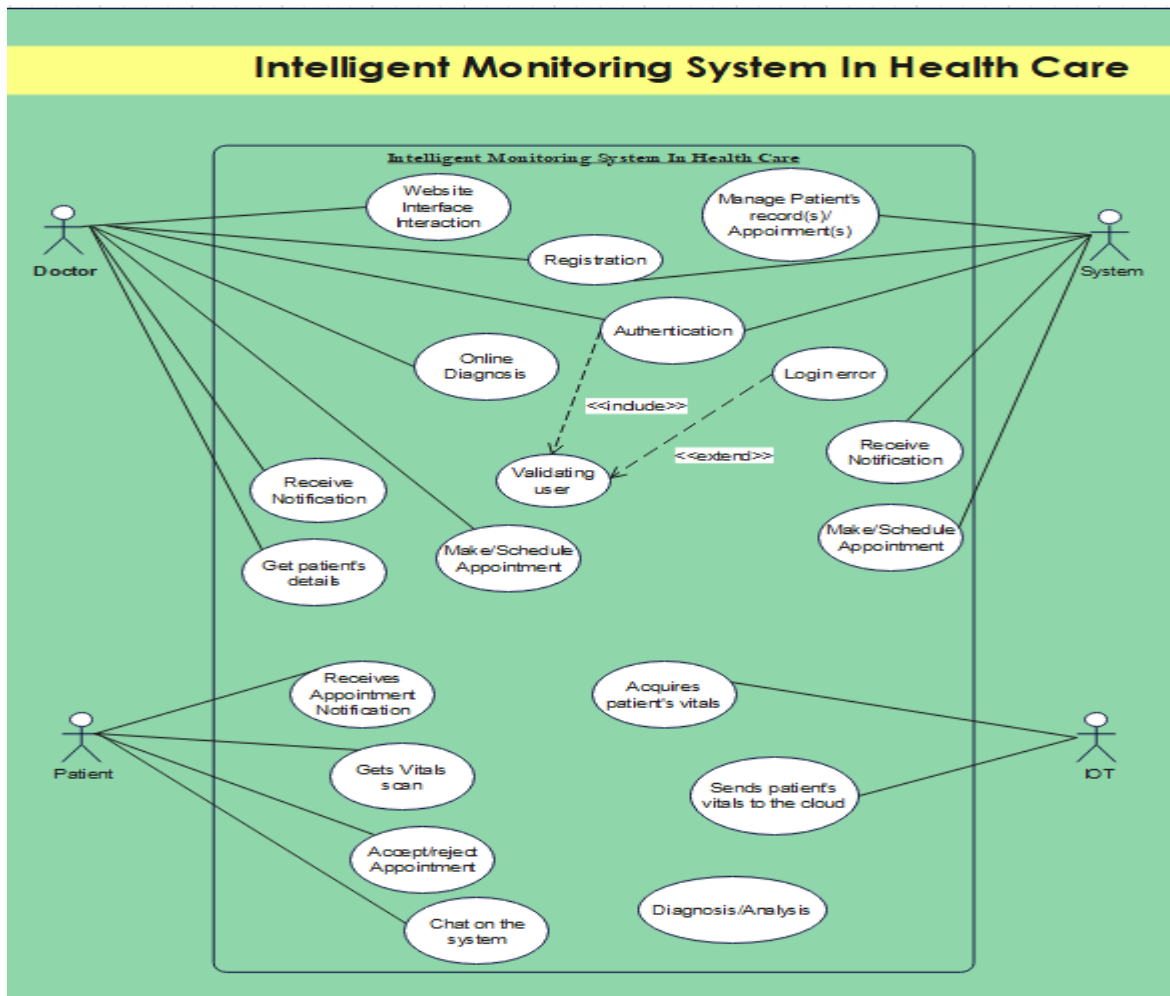 Intelligent Monitoring System In Health Care
Intelligent Monitoring System In Health Care
Website
Interface
Interaction
Manage Patient's
record(s)/
Appoinment(s)
Doctor
Registration
System
Authentication
Online
Diagnosis
Login error
<<include>>
Receive
Notification
<<extend>>
Validating
user
Receive
Notification
Make/Schedule
Appointment
Make/Schedule
Appointment
Get patient's
details
Receives
Appointment
Notification
Acquires
patient's vitals
Patient
IOT
Gets Vitals
scan
Sends patient's
vitals to the cloud
Accept/reject
Appointment
Diagnosis/Analysis
Chat on the
system